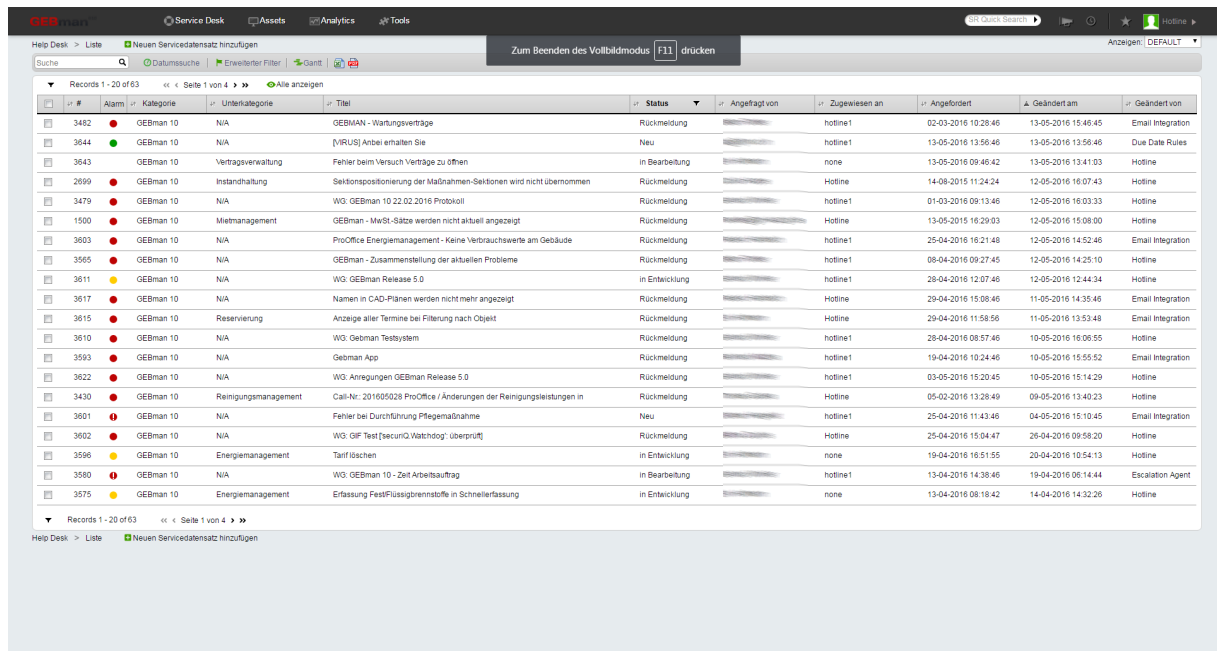 GEBman
Service Desk Assets Analytics Tools SR Quick Search Hotline
Help Desk > Liste Neuen Servicedatensatz hinzufügen Anzeigen: DEFAULT
Zum Beenden des Vollbildmodus F11 drücken
Suche Datumssuche | Erweiterter Filter | Gantt |
Records 1 - 20 of 63 « ‹ Seite 1 von 4 › » Alle anzeigen
# Alarm Kategorie Unterkategorie Titel Status Angefragt von Zugewiesen an Angefordert Geändert am Geändert von
3482 GEBman 10 N/A GEBMAN - Wartungsverträge Rückmeldung hotline1 02-03-2016 10:28:46 13-05-2016 15:46:45 Email Integration
3644 GEBman 10 N/A [VIRUS] Anbei erhalten Sie Neu hotline1 13-05-2016 13:56:46 13-05-2016 13:56:46 Due Date Rules
3643 GEBman 10 Vertragsverwaltung Fehler beim Versuch Verträge zu öffnen in Bearbeitung none 13-05-2016 09:46:42 13-05-2016 13:41:03 Hotline
2699 GEBman 10 Instandhaltung Sektionspositionierung der Maßnahmen-Sektionen wird nicht übernommen Rückmeldung Hotline 14-08-2015 11:24:24 12-05-2016 16:07:43 Hotline
3479 GEBman 10 N/A WG: GEBman 10 22.02.2016 Protokoll Rückmeldung hotline1 01-03-2016 09:13:46 12-05-2016 16:03:33 Hotline
1500 GEBman 10 Mietmanagement GEBman - MwSt.-Sätze werden nicht aktuell angezeigt Rückmeldung Hotline 13-05-2015 16:29:03 12-05-2016 15:08:00 Hotline
3603 GEBman 10 N/A ProOffice Energiemanagement - Keine Verbrauchswerte am Gebäude Rückmeldung hotline1 25-04-2016 16:21:48 12-05-2016 14:52:46 Email Integration
3565 GEBman 10 N/A GEBman - Zusammenstellung der aktuellen Probleme Rückmeldung hotline1 08-04-2016 09:27:45 12-05-2016 14:25:10 Hotline
3611 GEBman 10 N/A WG: GEBman Release 5.0 in Entwicklung hotline1 28-04-2016 12:07:46 12-05-2016 12:44:34 Hotline
3617 GEBman 10 N/A Namen in CAD-Plänen werden nicht mehr angezeigt Rückmeldung Hotline 29-04-2016 15:08:46 11-05-2016 14:35:46 Email Integration
3615 GEBman 10 Reservierung Anzeige aller Termine bei Filterung nach Objekt Rückmeldung Hotline 29-04-2016 11:58:56 11-05-2016 13:53:48 Email Integration
3610 GEBman 10 N/A WG: Gebman Testsystem Rückmeldung hotline1 28-04-2016 08:57:46 10-05-2016 16:06:55 Hotline
3593 GEBman 10 N/A Gebman App Rückmeldung hotline1 19-04-2016 10:24:46 10-05-2016 15:55:52 Email Integration
3622 GEBman 10 N/A WG: Anregungen GEBman Release 5.0 Rückmeldung hotline1 03-05-2016 15:20:45 10-05-2016 15:14:29 Hotline
3430 GEBman 10 Reinigungsmanagement Call-Nr.: 201605028 ProOffice / Änderungen der Reinigungsleistungen in Rückmeldung Hotline 05-02-2016 13:28:49 09-05-2016 13:40:23 Hotline
3601 GEBman 10 N/A Fehler bei Durchführung Pflegemaßnahme Neu hotline1 25-04-2016 11:43:46 04-05-2016 15:10:45 Email Integration
3602 GEBman 10 N/A WG: GIF Test ['securiQ.Watchdog': überprüft] Rückmeldung Hotline 25-04-2016 15:04:47 26-04-2016 09:58:20 Hotline
3596 GEBman 10 Energiemanagement Tarif löschen in Entwicklung none 19-04-2016 16:51:55 20-04-2016 10:54:13 Hotline
3580 GEBman 10 N/A WG: GEBman 10 - Zeit Arbeitsauftrag in Bearbeitung hotline1 13-04-2016 14:38:46 19-04-2016 06:14:44 Escalation Agent
3575 GEBman 10 Energiemanagement Erfassung Fest/Flüssigbrennstoffe in Schnellerfassung in Entwicklung none 13-04-2016 08:18:42 14-04-2016 14:32:26 Hotline
Records 1 - 20 of 63 « ‹ Seite 1 von 4 › »
Help Desk > Liste Neuen Servicedatensatz hinzufügen